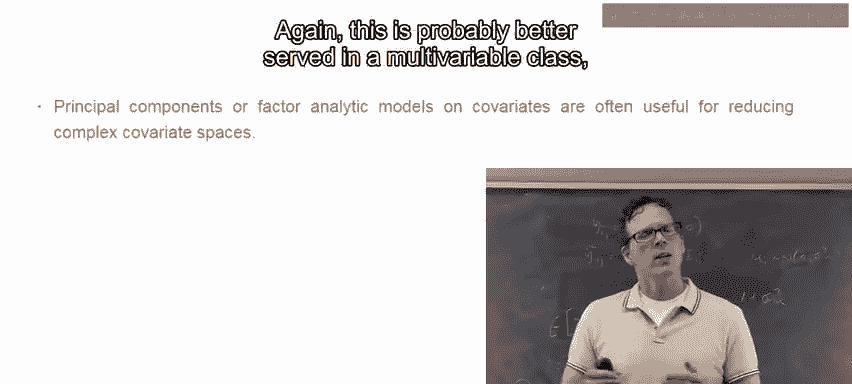 Again, this is probably better
served in a multivariable class,
· Principal components or factor analytic models on covariates are often useful for reducing
complex covariate spaces.